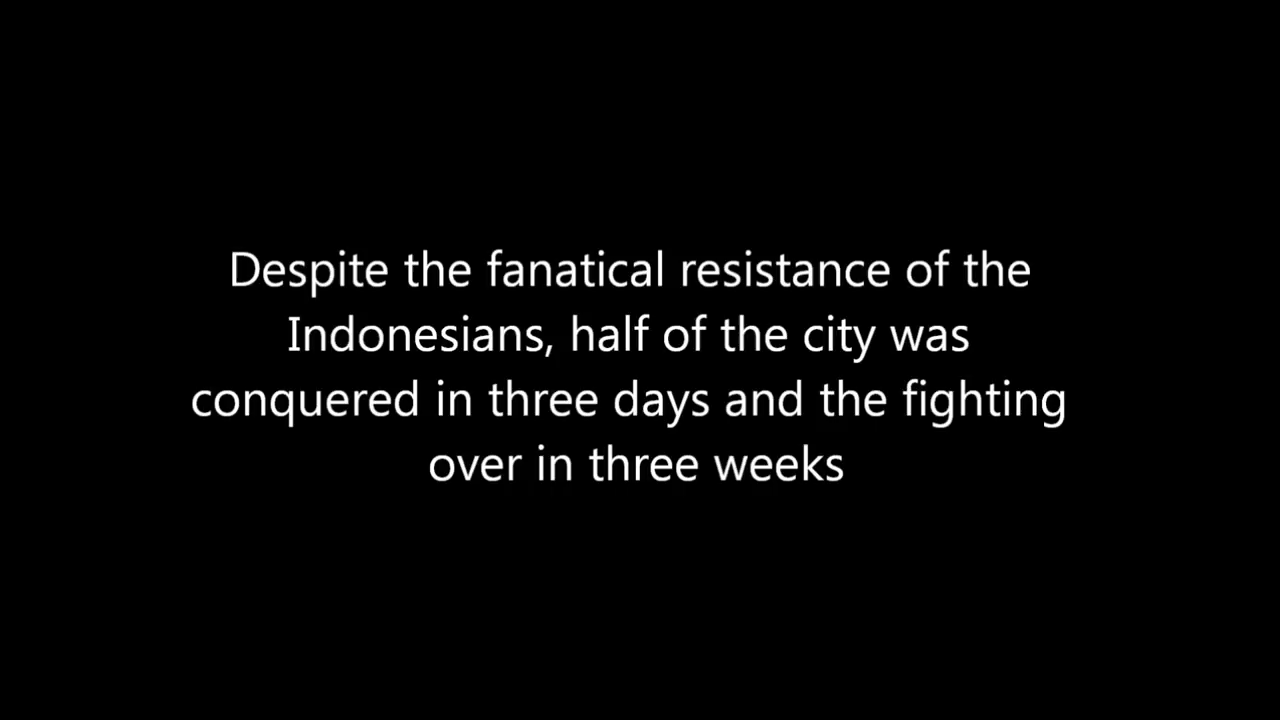 Despite the fanatical resistance of the
Indonesians, half of the city was
conquered in three days and the fighting
over in three weeks